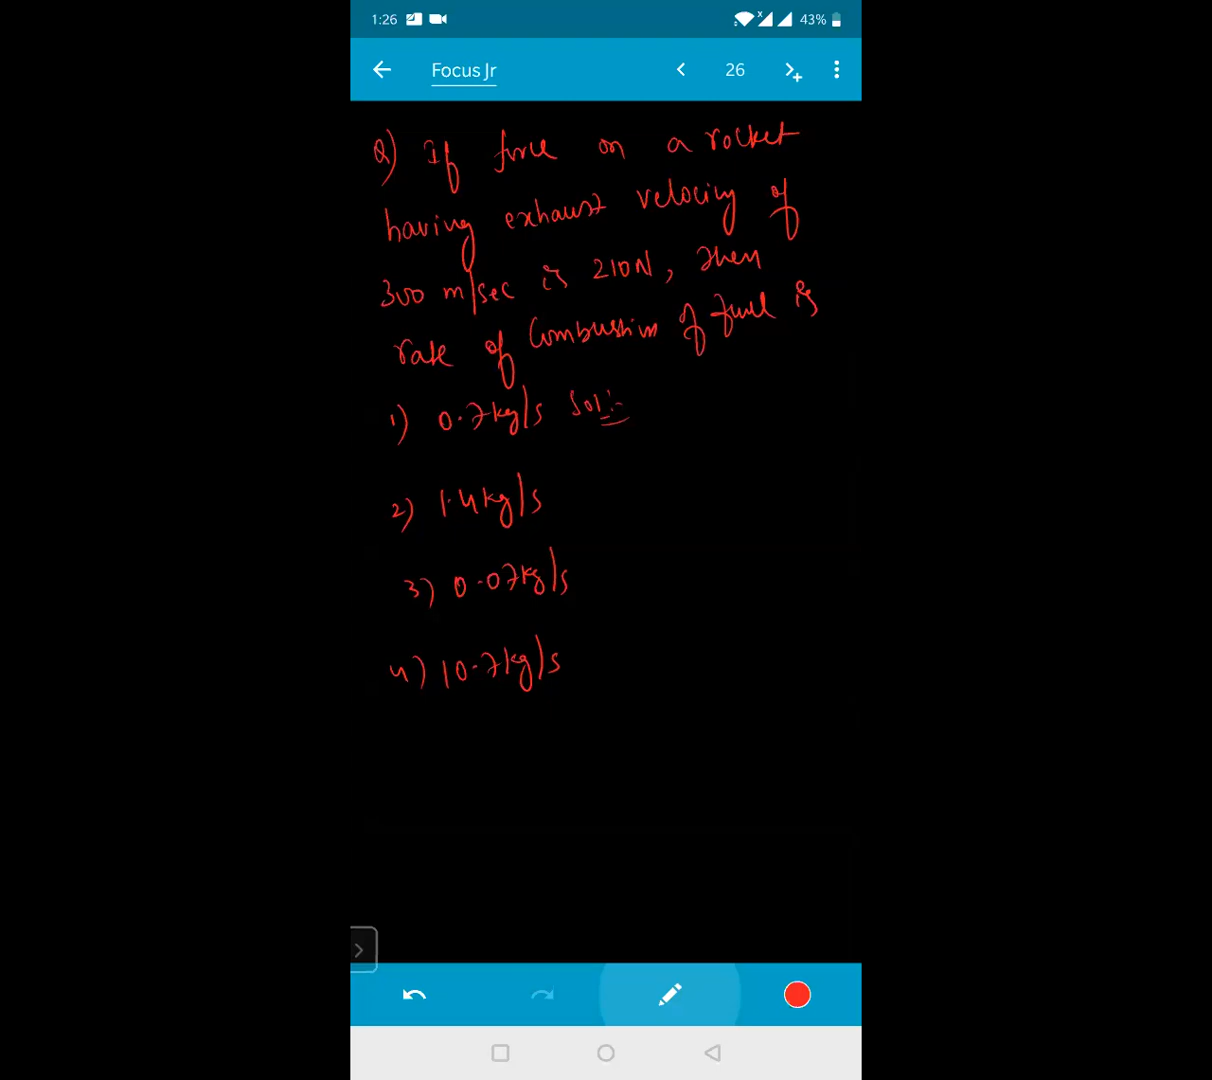 1:26 43%
Focus Jr 26
Q) If force on a rocket
having exhaust velocity of
300 m/sec is 210N, then
rate of Combustion of fuel is
1) 0.7kg/s Sol:-
2) 1.4kg/s
3) 0.07kg/s
4) 10.7kg/s